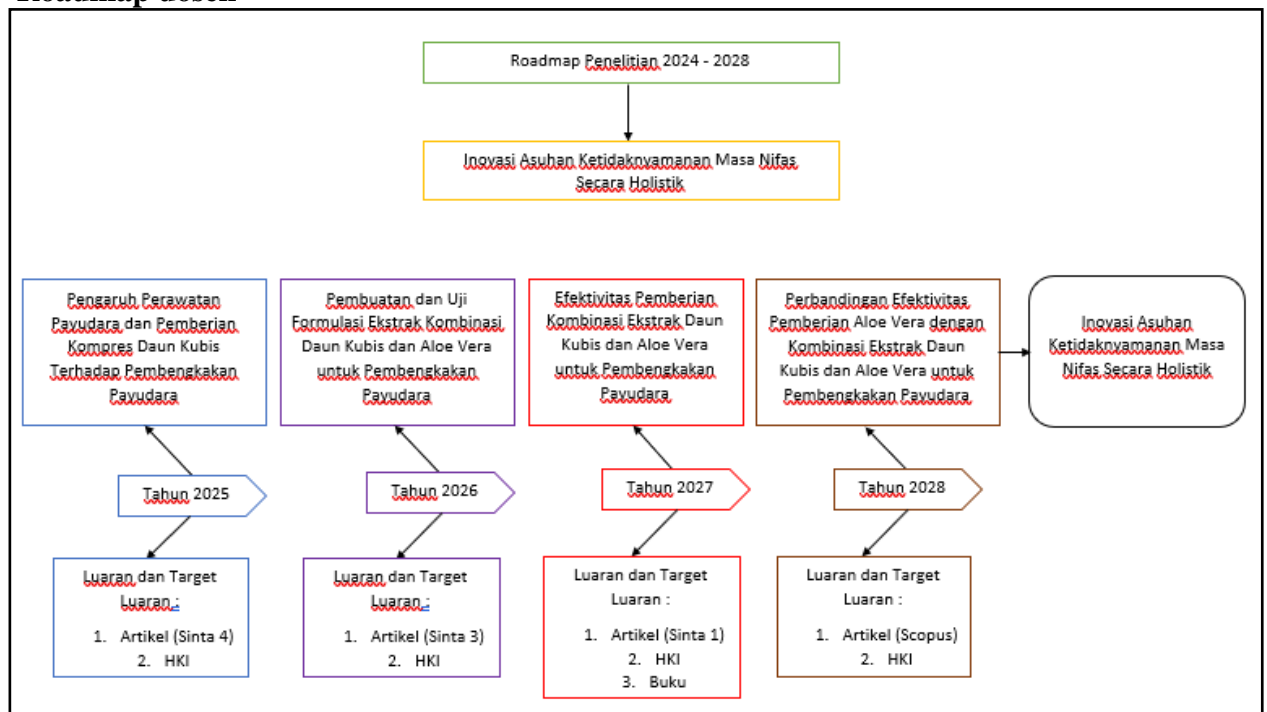 Roadmap dosen
Roadmap Penelitian 2024 - 2028
Inovasi Asuhan Ketidaknyamanan Masa Nifas
Secara Holistik
Pengaruh Perawatan
Payudara dan Pemberian
Kompres Daun Kubis
Terhadap Pembengkakan
Payudara
Pembuatan dan Uji
Formulasi Ekstrak Kombinasi
Daun Kubis dan Aloe Vera
untuk Pembengkakan
Payudara
Efektivitas Pemberian
Kombinasi Ekstrak Daun
Kubis dan Aloe Vera
untuk Pembengkakan
Payudara
Perbandingan Efektivitas
Pemberian Aloe Vera dengan
Kombinasi Ekstrak Daun
Kubis dan Aloe Vera untuk
Pembengkakan Payudara
Inovasi Asuhan
Ketidaknyamanan Masa
Nifas Secara Holistik
Tahun 2025
Tahun 2026
Tahun 2027
Tahun 2028
Luaran dan Target
Luaran :
1. Artikel (Sinta 4)
2. HKI
Luaran dan Target
Luaran :
1. Artikel (Sinta 3)
2. HKI
Luaran dan Target
Luaran :
1. Artikel (Sinta 1)
2. HKI
3. Buku
Luaran dan Target
Luaran :
1. Artikel (Scopus)
2. HKI